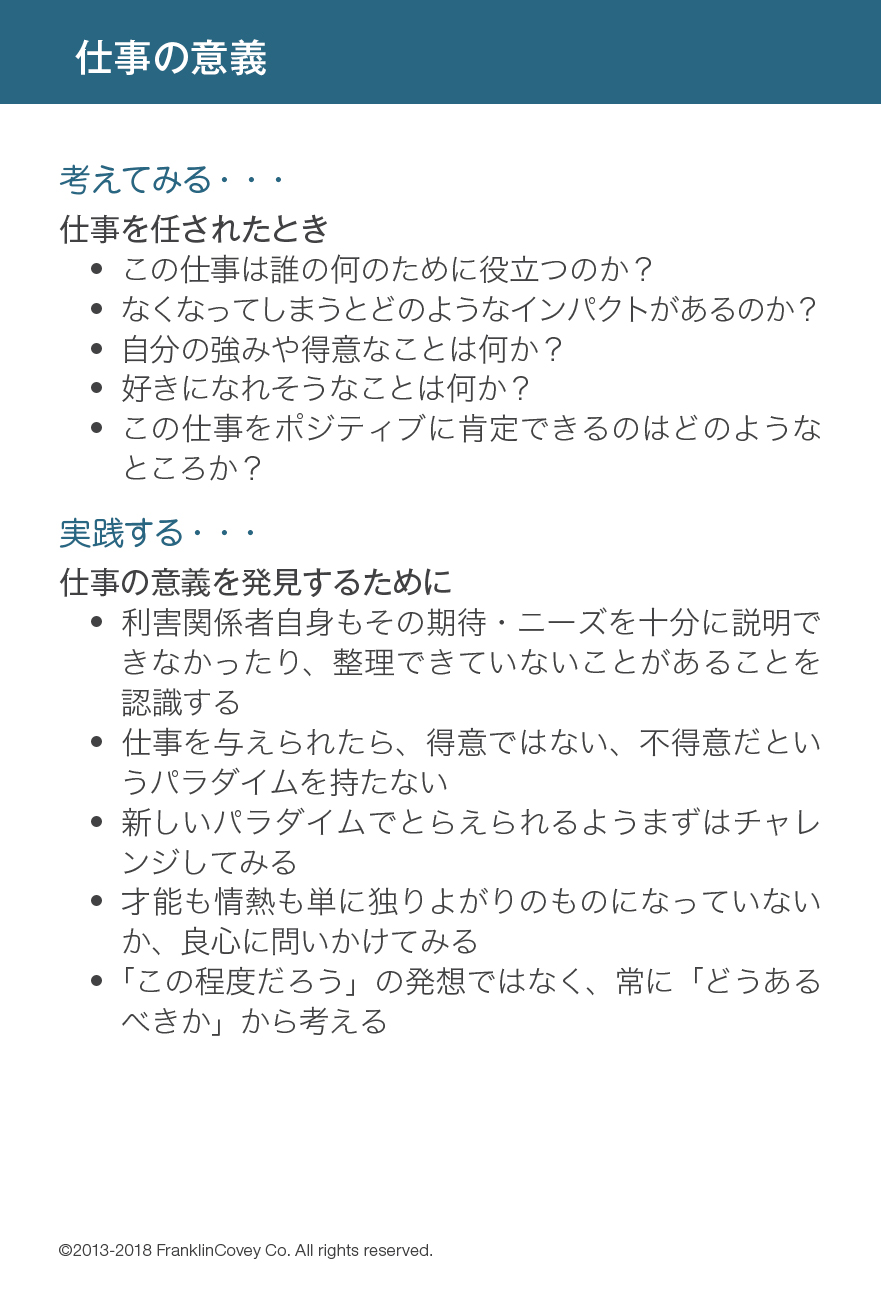 仕事の意義
考えてみる・・・
仕事を任されたとき
• この仕事は誰の何のために役立つのか？
• なくなってしまうとどのようなインパクトがあるのか？
• 自分の強みや得意なことは何か？
• 好きになれそうなことは何か？
• この仕事をポジティブに肯定できるのはどのような
ところか？
実践する・・・
仕事の意義を発見するために
• 利害関係者自身もその期待・ニーズを十分に説明で
きなかったり、整理できていないことがあることを
認識する
• 仕事を与えられたら、得意ではない、不得意だとい
うパラダイムを持たない
• 新しいパラダイムでとらえられるようまずはチャレ
ンジしてみる
• 才能も情熱も単に独りよがりのものになっていない
か、良心に問いかけてみる
• 「この程度だろう」の発想ではなく、常に「どうある
べきか」から考える
©2013-2018 FranklinCovey Co. All rights reserved.